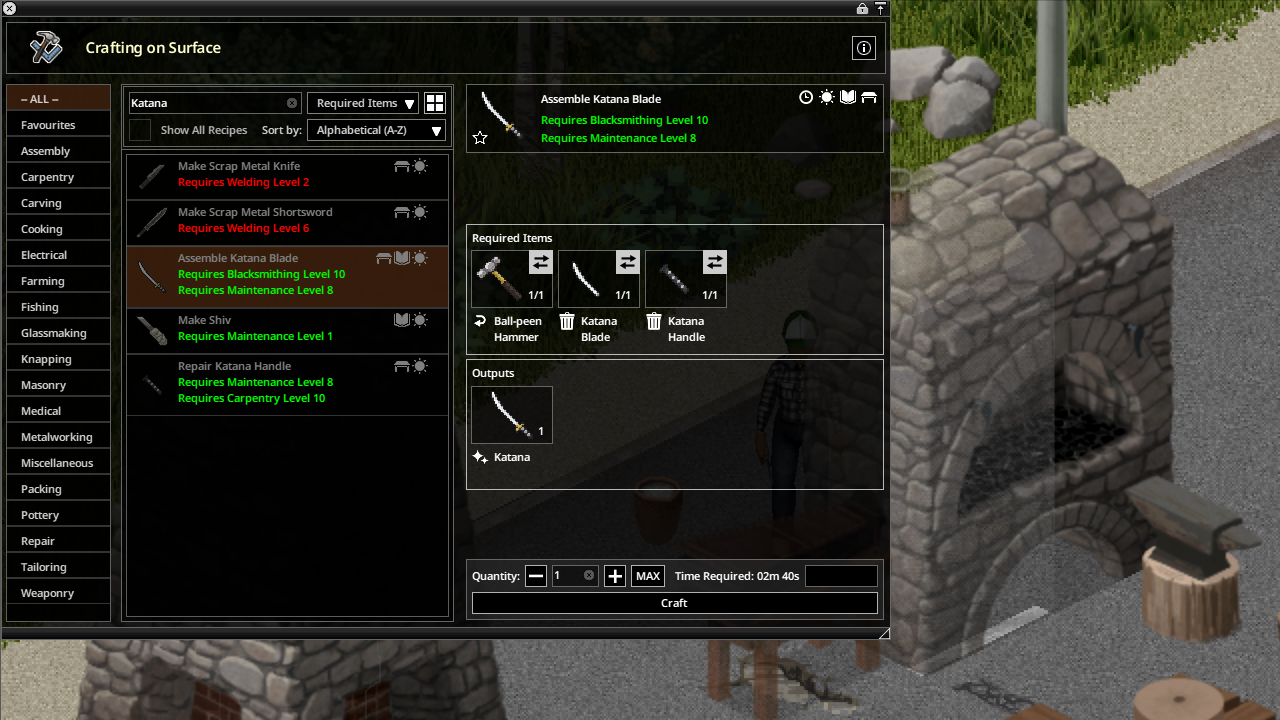 Crafting on Surface
-- ALL --
Favourites
Assembly
Carpentry
Carving
Cooking
Electrical
Farming
Fishing
Glassmaking
Knapping
Masonry
Medical
Metalworking
Miscellaneous
Packing
Pottery
Repair
Tailoring
Weaponry
Katana
Required Items
Show All Recipes
Sort by:
Alphabetical (A-Z)
Make Scrap Metal Knife
Requires Welding Level 2
Make Scrap Metal Shortsword
Requires Welding Level 6
Assemble Katana Blade
Requires Blacksmithing Level 10
Requires Maintenance Level 8
Make Shiv
Requires Maintenance Level 1
Repair Katana Handle
Requires Maintenance Level 8
Requires Carpentry Level 10
Assemble Katana Blade
Requires Blacksmithing Level 10
Requires Maintenance Level 8
Required Items
1/1
1/1
1/1
Ball-peen
Hammer
Katana
Blade
Katana
Handle
Outputs
1
Katana
Quantity:
1
MAX
Time Required: 02m 40s
Craft